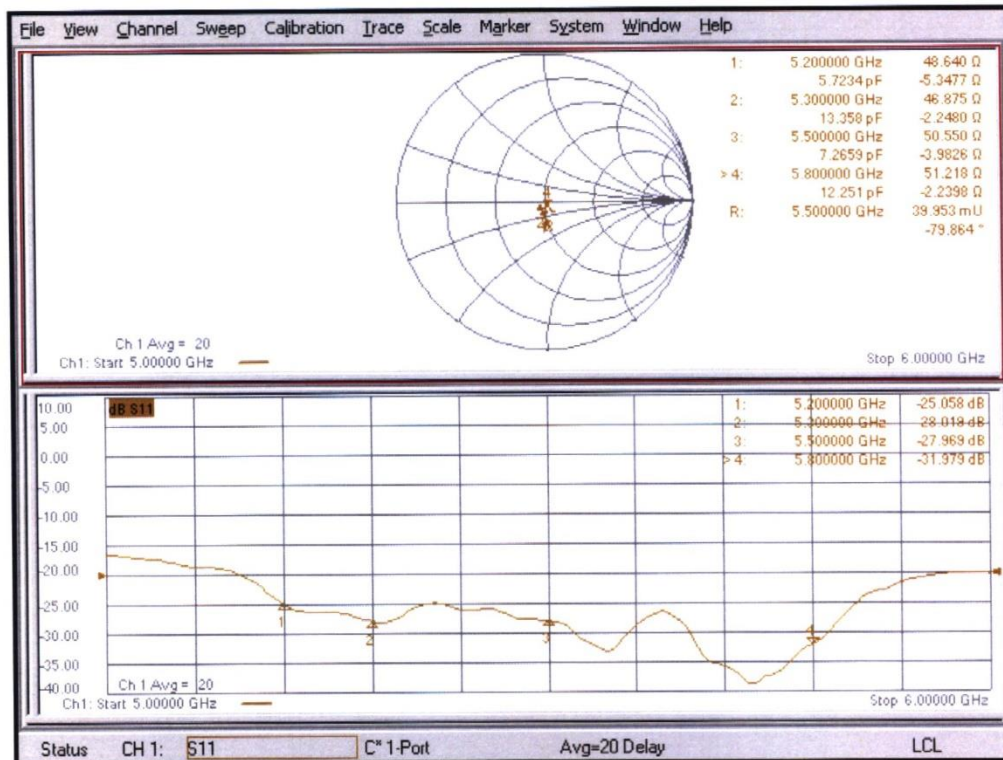 File View Channel Sweep Calibration Trace Scale Marker System Window Help
1: 5.200000 GHz 48.640 Ω
5.7234 pF -5.3477 Ω
2: 5.300000 GHz 46.875 Ω
13.358 pF -2.2480 Ω
3: 5.500000 GHz 50.550 Ω
7.2659 pF -3.9826 Ω
> 4: 5.800000 GHz 51.218 Ω
12.251 pF -2.2398 Ω
R: 5.500000 GHz 39.953 mU
-79.864 °
Ch 1 Avg = 20
Ch1: Start 5.00000 GHz
Stop 6.00000 GHz
dB S11
1: 5.200000 GHz -25.058 dB
2: 5.300000 GHz 28.019 dB
3: 5.500000 GHz -27.969 dB
> 4: 5.800000 GHz -31.979 dB
10.00
5.00
0.00
-5.00
-10.00
-15.00
-20.00
-25.00
-30.00
-35.00
-40.00
1
2
3
4
Ch 1 Avg = 20
Ch1: Start 5.00000 GHz
Stop 6.00000 GHz
Status CH 1: S11 C* 1-Port Avg=20 Delay LCL